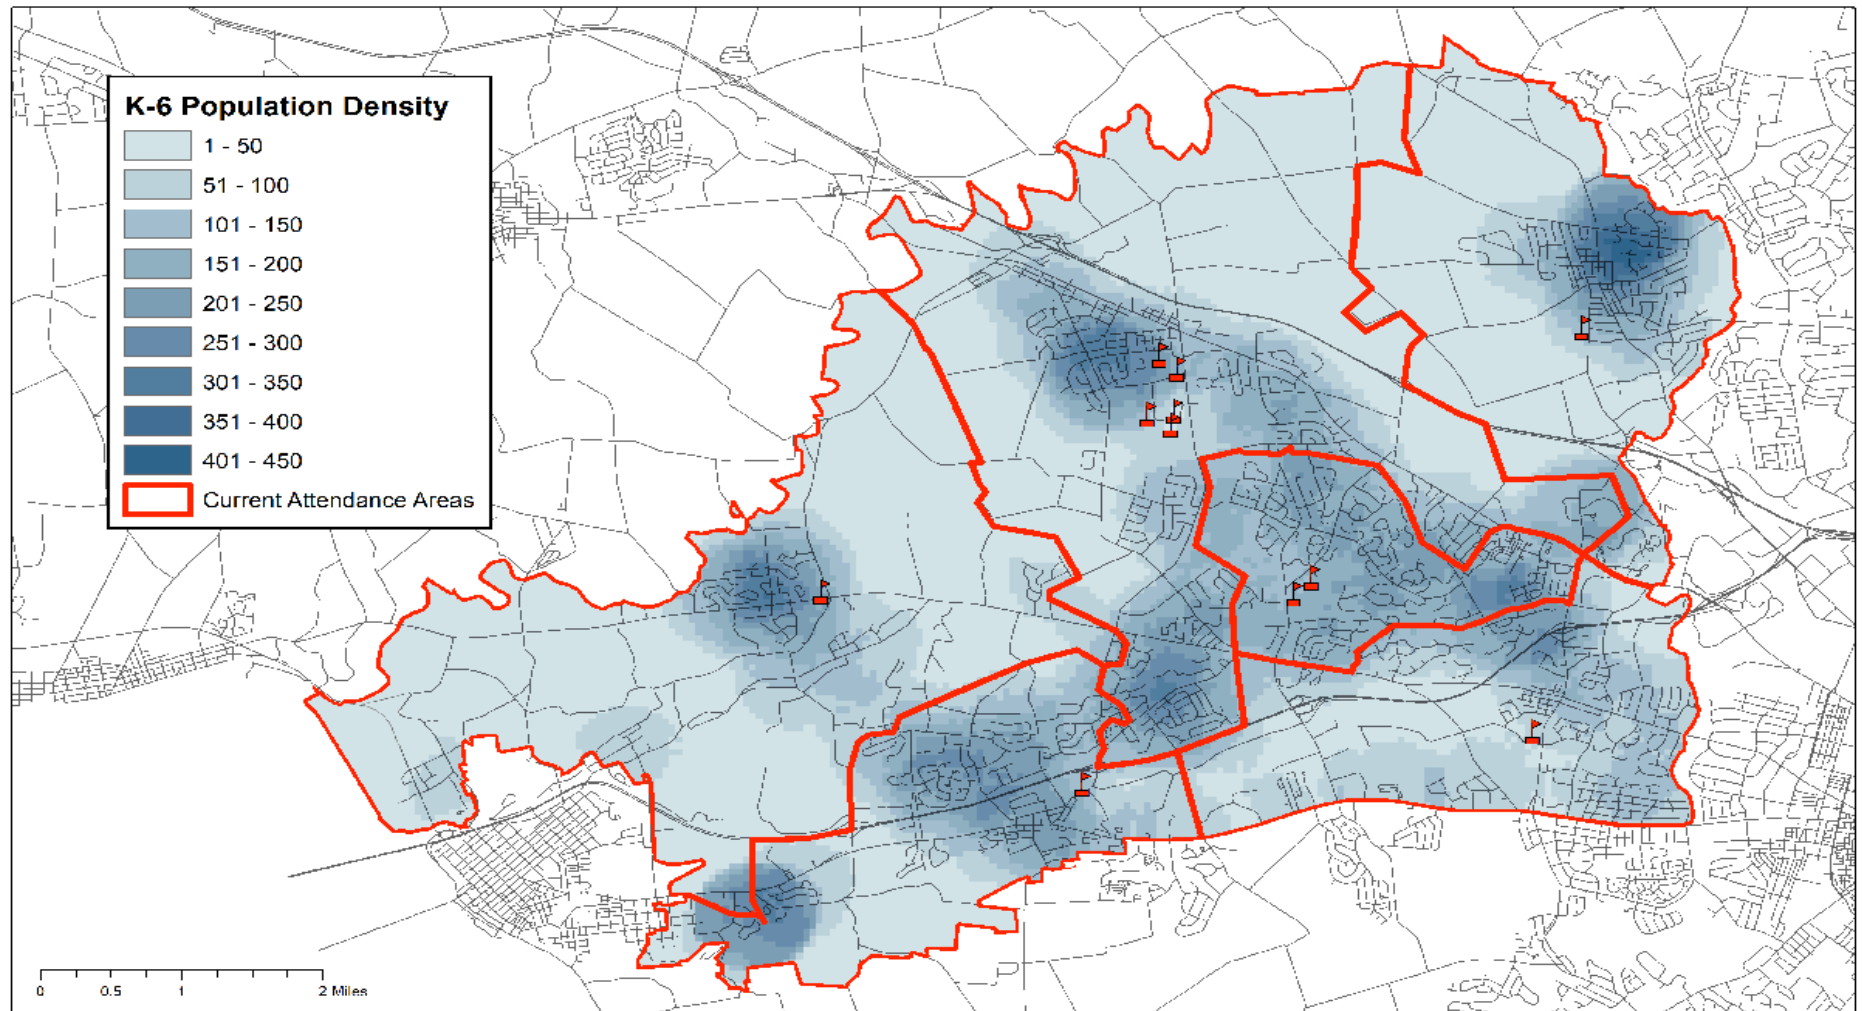 K-6 Population Density
1 - 50
51 - 100
101 - 150
151 - 200
201 - 250
251 - 300
301 - 350
351 - 400
401 - 450
Current Attendance Areas
0 0.5 1 2 Miles